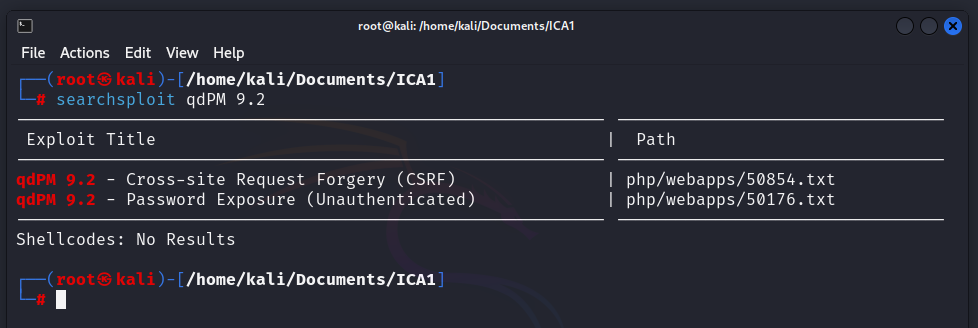 root@kali: /home/kali/Documents/ICA1
File Actions Edit View Help
┌──(root㉿kali)-[/home/kali/Documents/ICA1]
└─# searchsploit qdPM 9.2
Exploit Title | Path
qdPM 9.2 - Cross-site Request Forgery (CSRF) | php/webapps/50854.txt
qdPM 9.2 - Password Exposure (Unauthenticated) | php/webapps/50176.txt
Shellcodes: No Results
┌──(root㉿kali)-[/home/kali/Documents/ICA1]
└─#